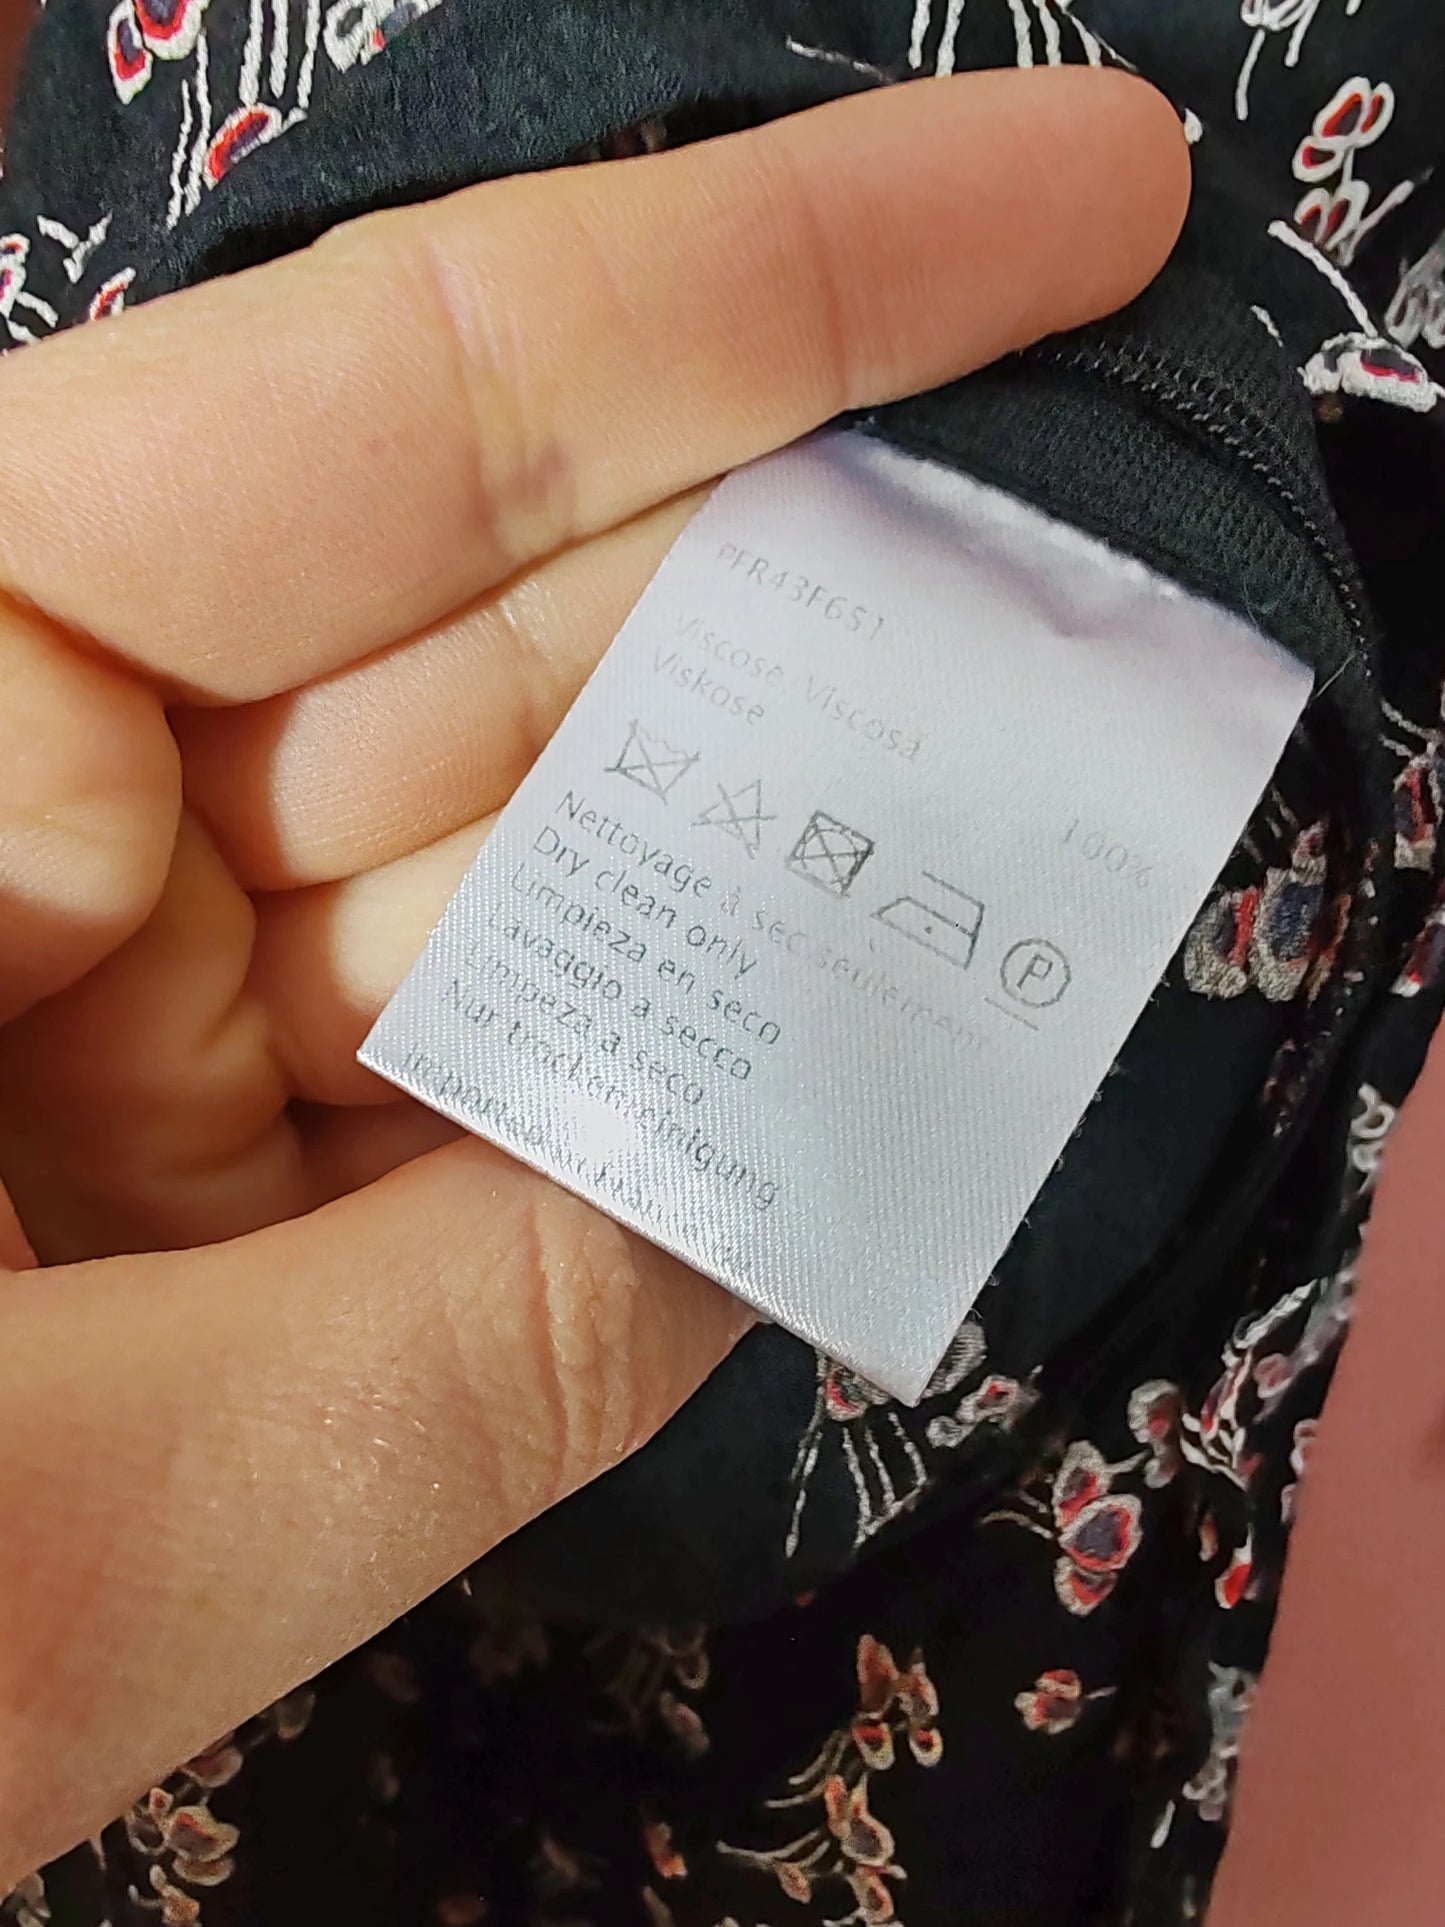 PFR43F651
Viscose, Viscosa
Viskose
100%
P
Nettoyage à sec seulement
Dry clean only
Limpieza en seco
Lavaggio a secco
Limpeza a seco
Nur trockenreinigung